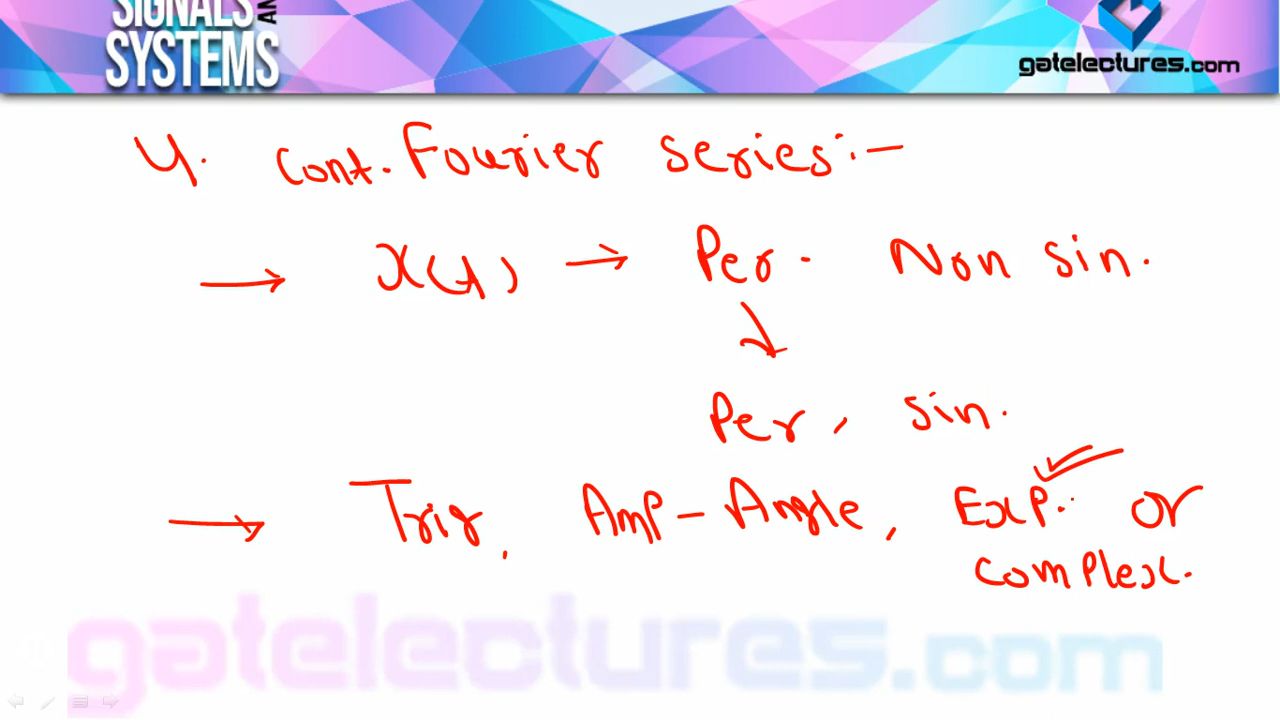 SIGNALS AND
SYSTEMS
gatelectures.com
4. Cont. Fourier series:-
→ x(t) → Per. Non sin.
↓
Per, sin.
→ Trig, Amp-Angle, Exp. or
complex.
gatelectures.com